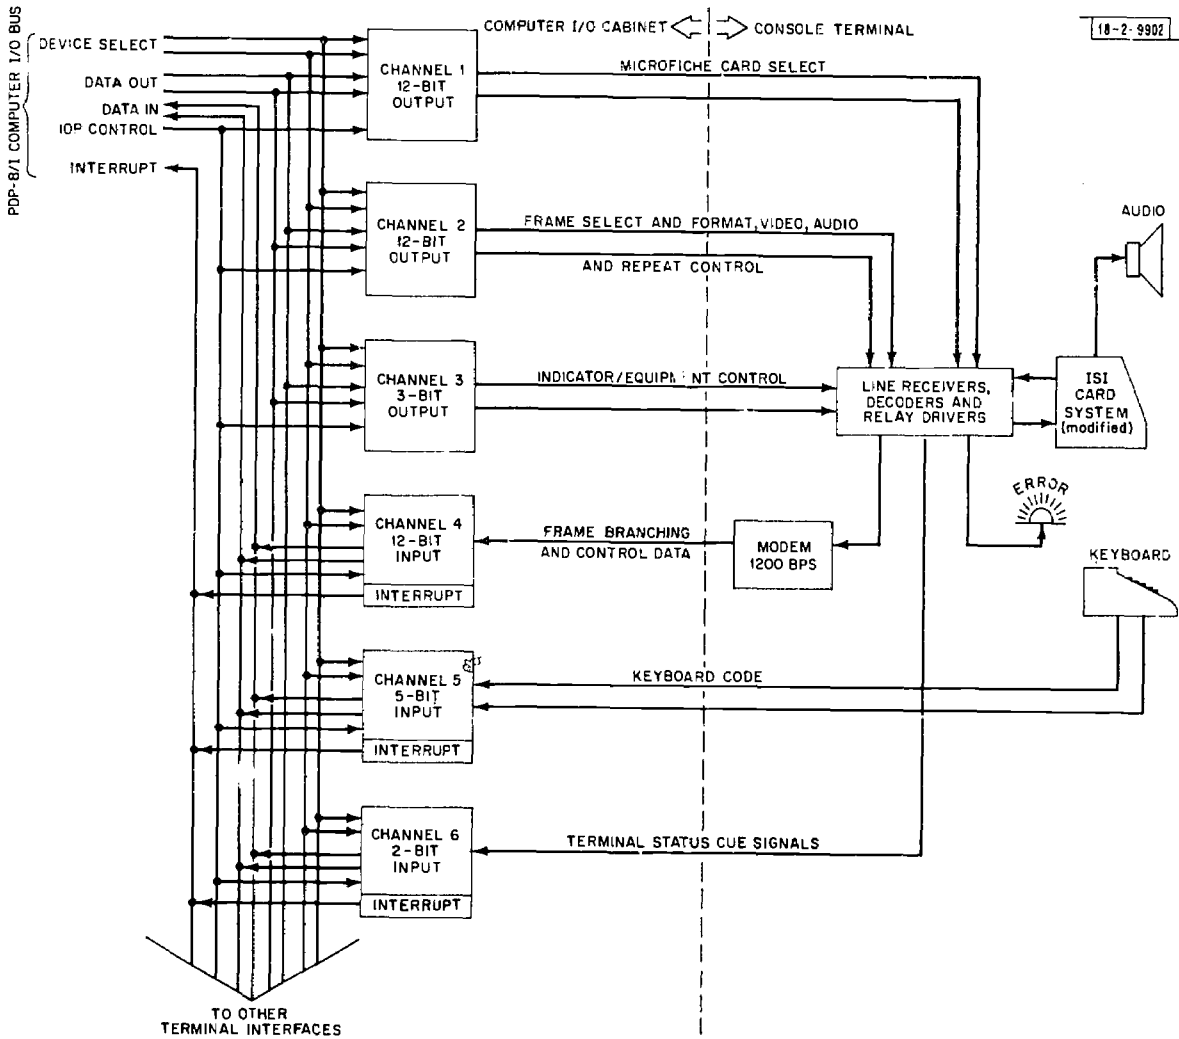 PDP-8/I COMPUTER I/O BUS
COMPUTER I/O CABINET
CONSOLE TERMINAL
18-2-9902
DEVICE SELECT
DATA OUT
DATA IN
IOP CONTROL
INTERRUPT
CHANNEL 1
12-BIT
OUTPUT
MICROFICHE CARD SELECT
CHANNEL 2
12-BIT
OUTPUT
FRAME SELECT AND FORMAT, VIDEO, AUDIO
AND REPEAT CONTROL
AUDIO
CHANNEL 3
3-BIT
OUTPUT
INDICATOR/EQUIPM NT CONTROL
LINE RECEIVERS,
DECODERS AND
RELAY DRIVERS
ISI
CARD
SYSTEM
(modified)
ERROR
CHANNEL 4
12-BIT
INPUT
INTERRUPT
FRAME BRANCHING
AND CONTROL DATA
MODEM
1200 BPS
KEYBOARD
CHANNEL 5
5-BIT
INPUT
INTERRUPT
KEYBOARD CODE
CHANNEL 6
2-BIT
INPUT
INTERRUPT
TERMINAL STATUS CUE SIGNALS
TO OTHER
TERMINAL INTERFACES